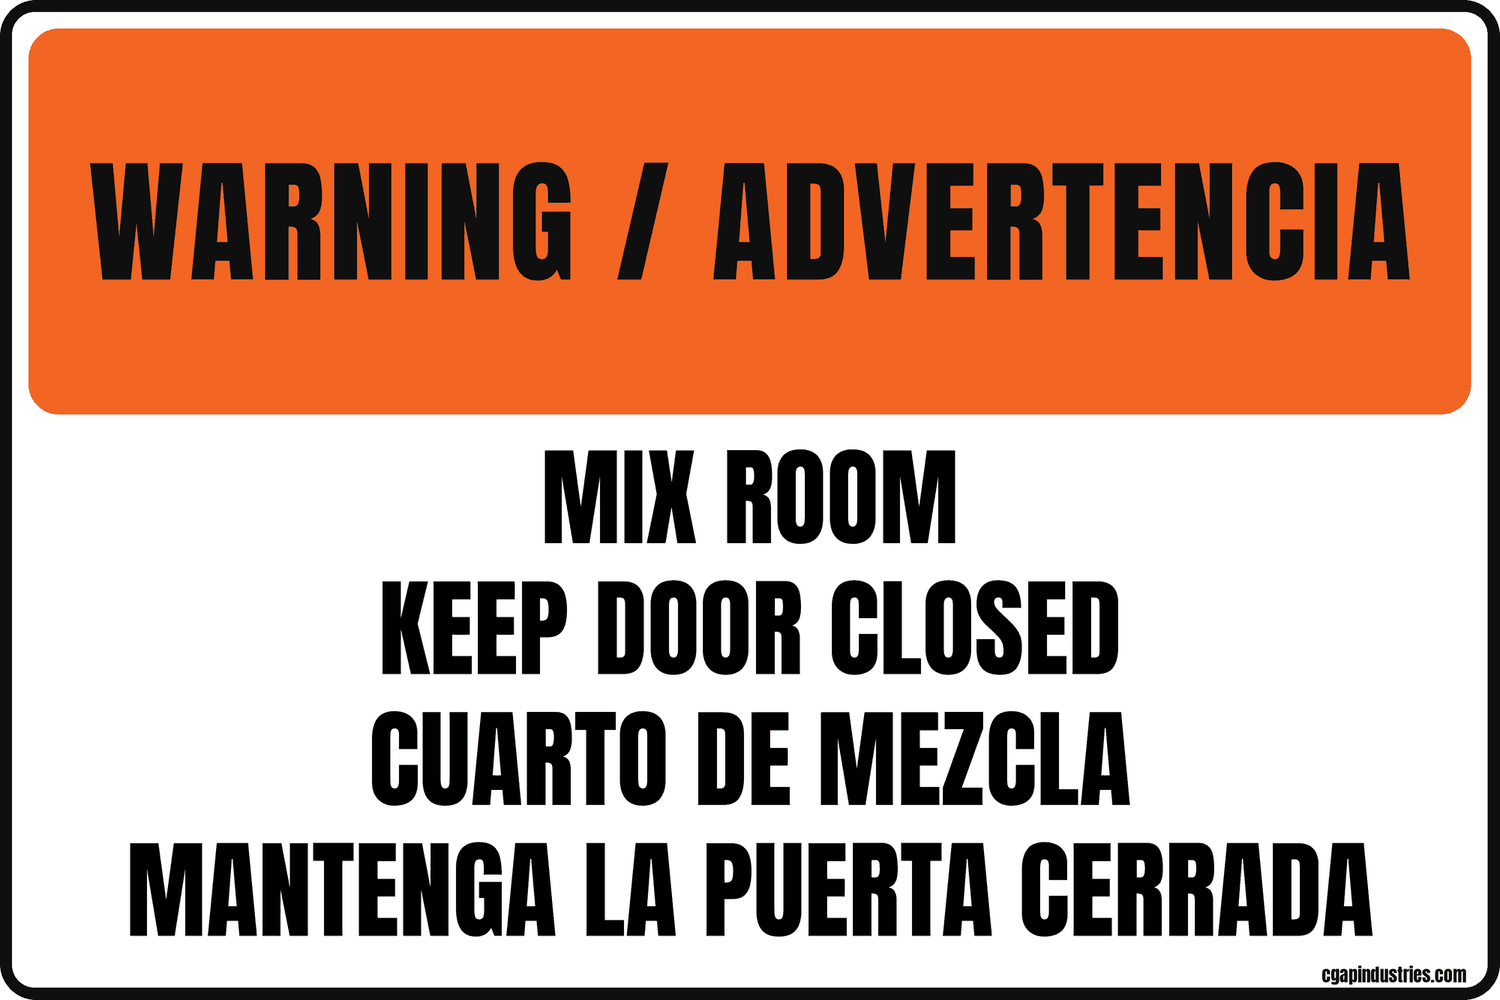 WARNING / ADVERTENCIA
MIX ROOM
KEEP DOOR CLOSED
CUARTO DE MEZCLA
MANTENGA LA PUERTA CERRADA
cgapindustries.com